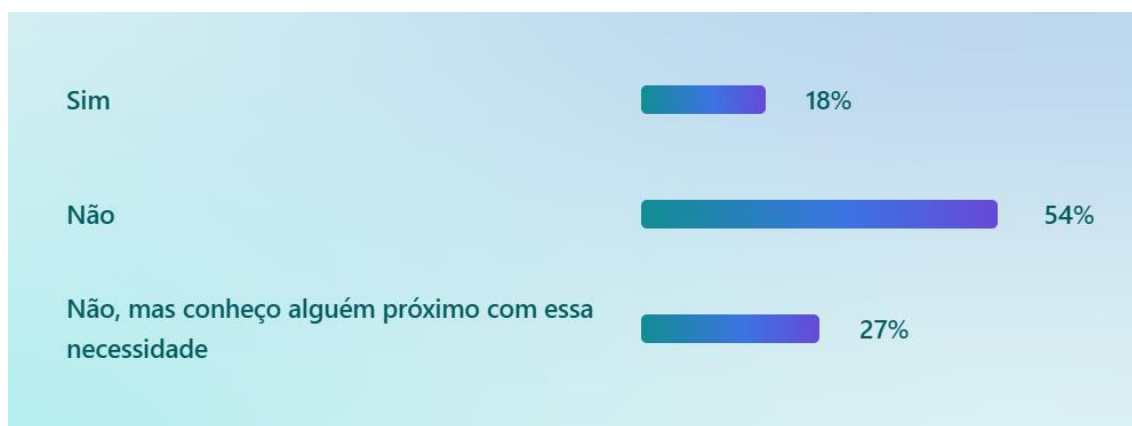 Sim 18%
Não 54%
Não, mas conheço alguém próximo com essa
necessidade 27%